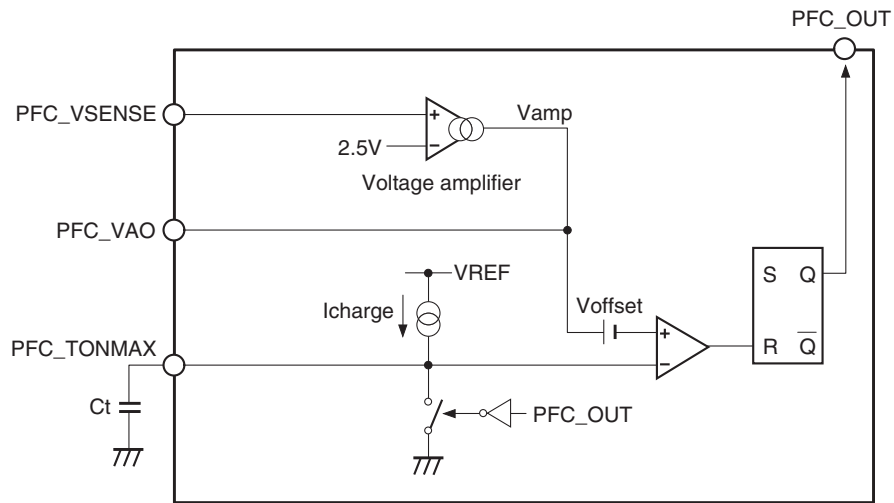 PFC_OUT
PFC_VSENSE
+
2.5V
−
Vamp
Voltage amplifier
PFC_VAO
VREF
Icharge
Voffset
S Q
R Q̅
+
−
PFC_TONMAX
Ct
PFC_OUT